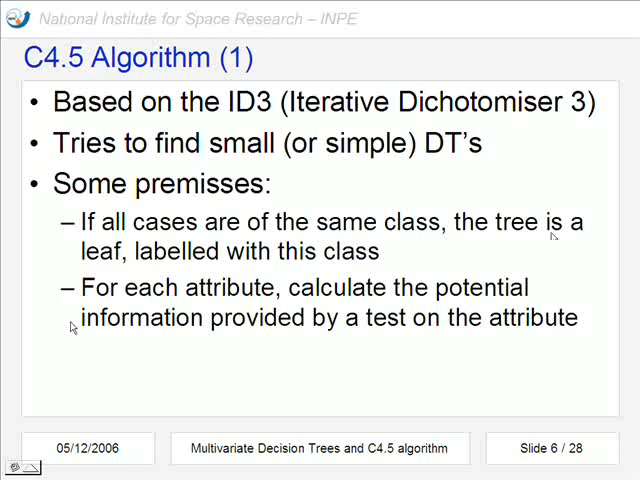 National Institute for Space Research – INPE
C4.5 Algorithm (1)
• Based on the ID3 (Iterative Dichotomiser 3)
• Tries to find small (or simple) DT's
• Some premisses:
– If all cases are of the same class, the tree is a
leaf, labelled with this class
– For each attribute, calculate the potential
information provided by a test on the attribute
05/12/2006
Multivariate Decision Trees and C4.5 algorithm
Slide 6 / 28